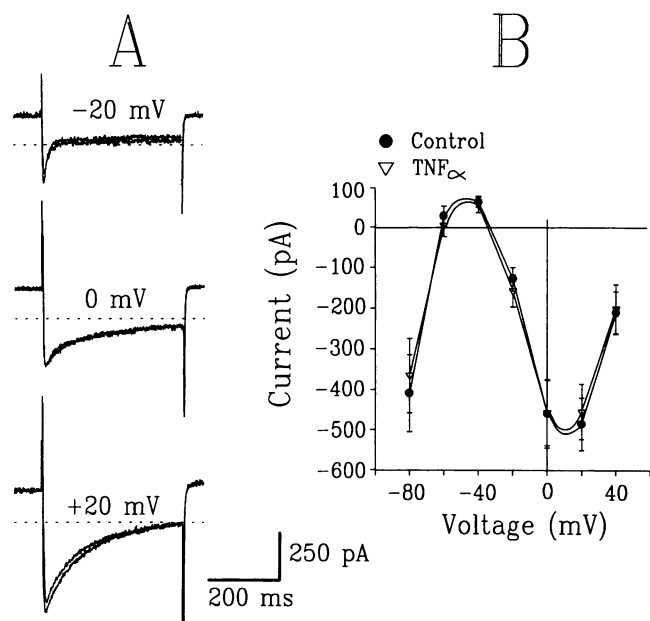 A
−20 mV
0 mV
+20 mV
250 pA
200 ms
B
Control
TNF∝
Current (pA)
100
0
−100
−200
−300
−400
−500
−600
−80
−40
0
40
Voltage (mV)